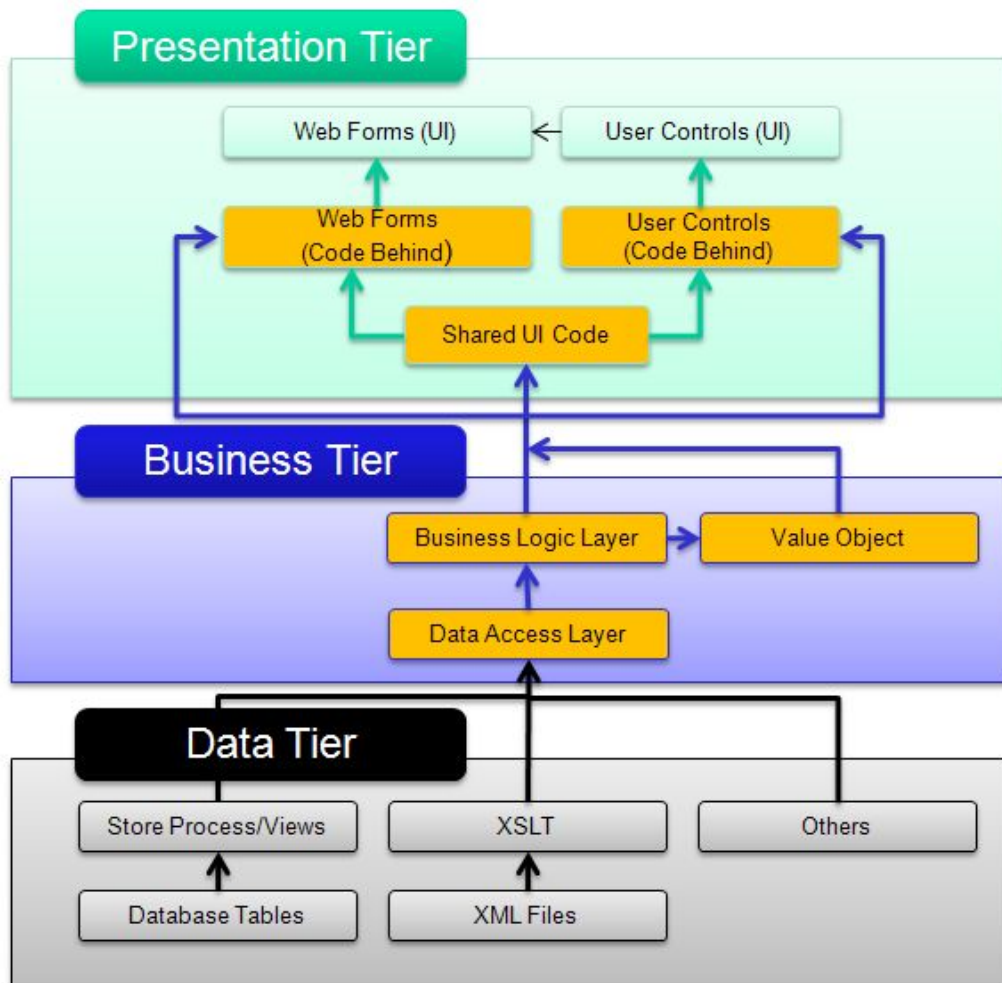 Presentation Tier
Web Forms (UI)
User Controls (UI)
Web Forms
(Code Behind)
User Controls
(Code Behind)
Shared UI Code
Business Tier
Business Logic Layer
Value Object
Data Access Layer
Data Tier
Store Process/Views
XSLT
Others
Database Tables
XML Files